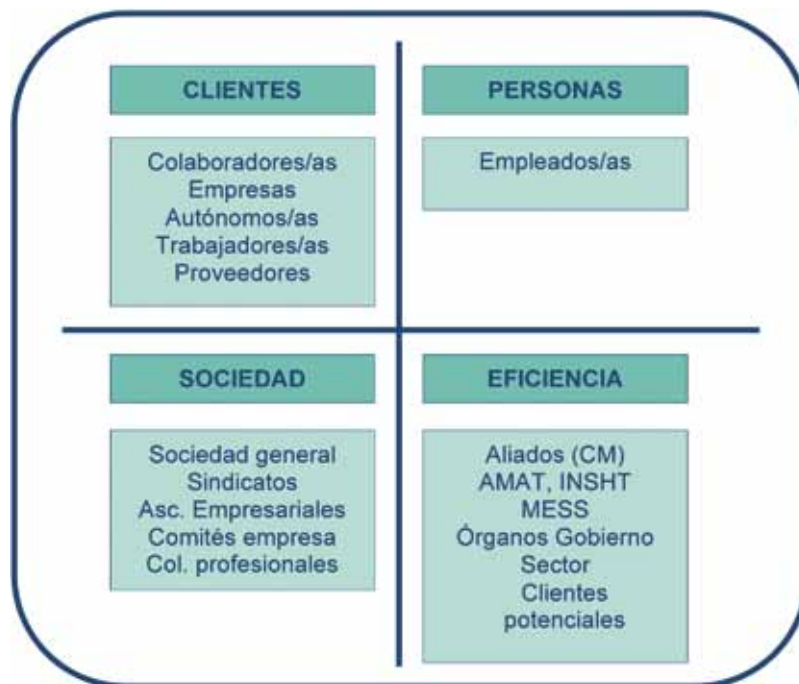 CLIENTES
Colaboradores/as
Empresas
Autónomos/as
Trabajadores/as
Proveedores
PERSONAS
Empleados/as
SOCIEDAD
Sociedad general
Sindicatos
Asc. Empresariales
Comités empresa
Col. profesionales
EFICIENCIA
Aliados (CM)
AMAT, INSHT
MESS
Órganos Gobierno
Sector
Clientes
potenciales